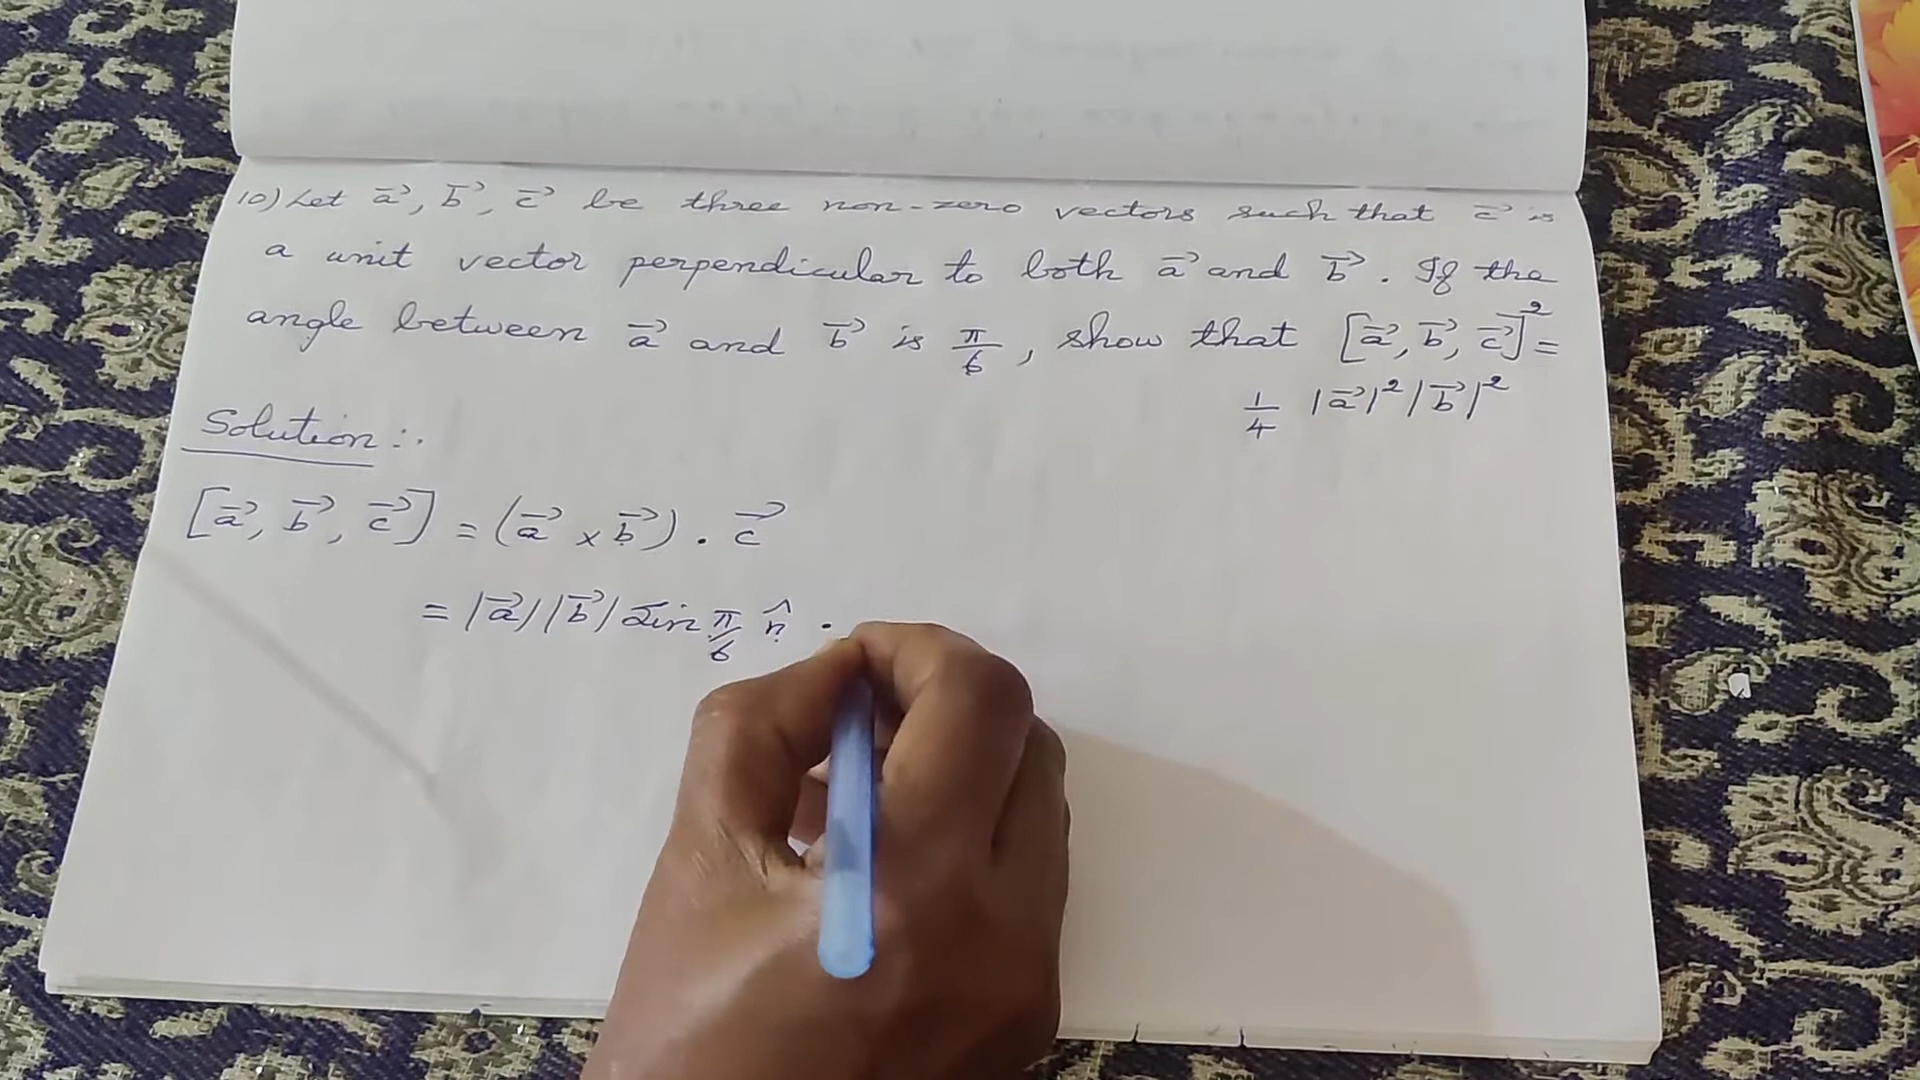 10) Let a⃗, b⃗, c⃗ be three non-zero vectors such that c⃗ is
a unit vector perpendicular to both a⃗ and b⃗. If the
angle between a⃗ and b⃗ is π/6, show that [a⃗, b⃗, c⃗]² =
1/4 |a⃗|² |b⃗|²
Solution:.
[a⃗, b⃗, c⃗] = (a⃗ × b⃗) . c⃗
= |a⃗| |b⃗| sin π/6 n̂ .